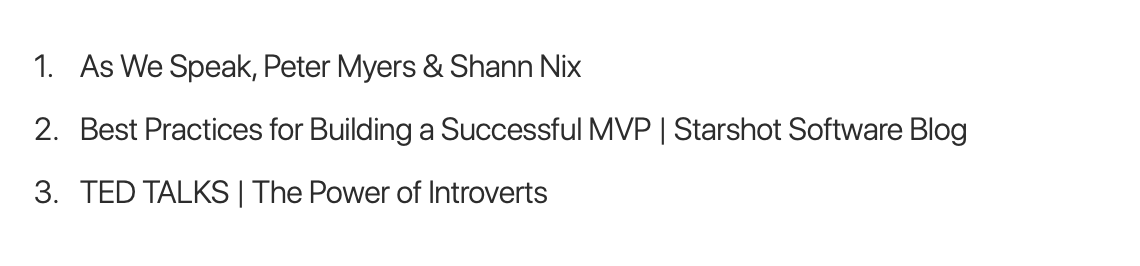 1. As We Speak, Peter Myers & Shann Nix
2. Best Practices for Building a Successful MVP | Starshot Software Blog
3. TED TALKS | The Power of Introverts